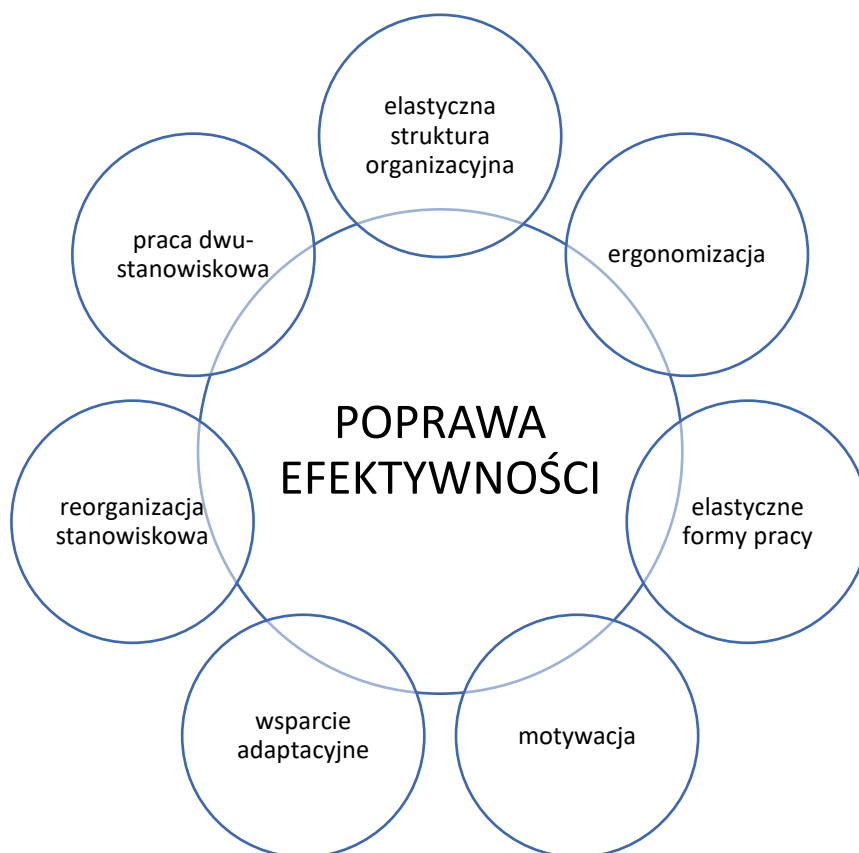 elastyczna
struktura
organizacyjna
ergonomizacja
elastyczne
formy pracy
motywacja
wsparcie
adaptacyjne
reorganizacja
stanowiskowa
praca dwu-
stanowiskowa
POPRAWA
EFEKTYWNOŚCI